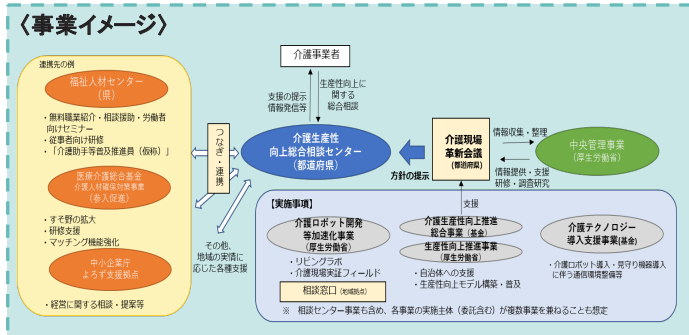 〈事業イメージ〉
連携先の例
福祉人材センター
（県）
・無料職業紹介・相談援助・労働者
向けセミナー
・従事者向け研修
・「介護助手等普及推進員（仮称）」
医療介護総合基金
介護人材確保対策事業
（参入促進）
・すそ野の拡大
・研修支援
・マッチング機能強化
中小企業庁
よろず支援拠点
・経営に関する相談・提案等
つなぎ・連携
その他、
地域の実情に
応じた各種支援
介護事業者
支援の提示
情報発信等
生産性向上に
関する
総合相談
介護生産性
向上総合相談センター
（都道府県）
方針の提示
介護現場
革新会議
（都道府県）
情報収集・整理
情報提供・支援
研修・調査研究
中央管理事業
（厚生労働省）
支援
【実施事項】
介護ロボット開発
等加速化事業
（厚生労働省）
・リビングラボ
・介護現場実証フィールド
相談窓口（地域拠点）
介護生産性向上推進
総合事業（基金）
生産性向上推進事業
（厚生労働省）
・自治体への支援
・生産性向上モデル構築・普及
介護テクノロジー
導入支援事業(基金)
・介護ロボット導入・見守り機器導入
に伴う通信環境整備等
※　相談センター事業も含め、各事業の実施主体（委託含む）が複数事業を兼ねることも想定